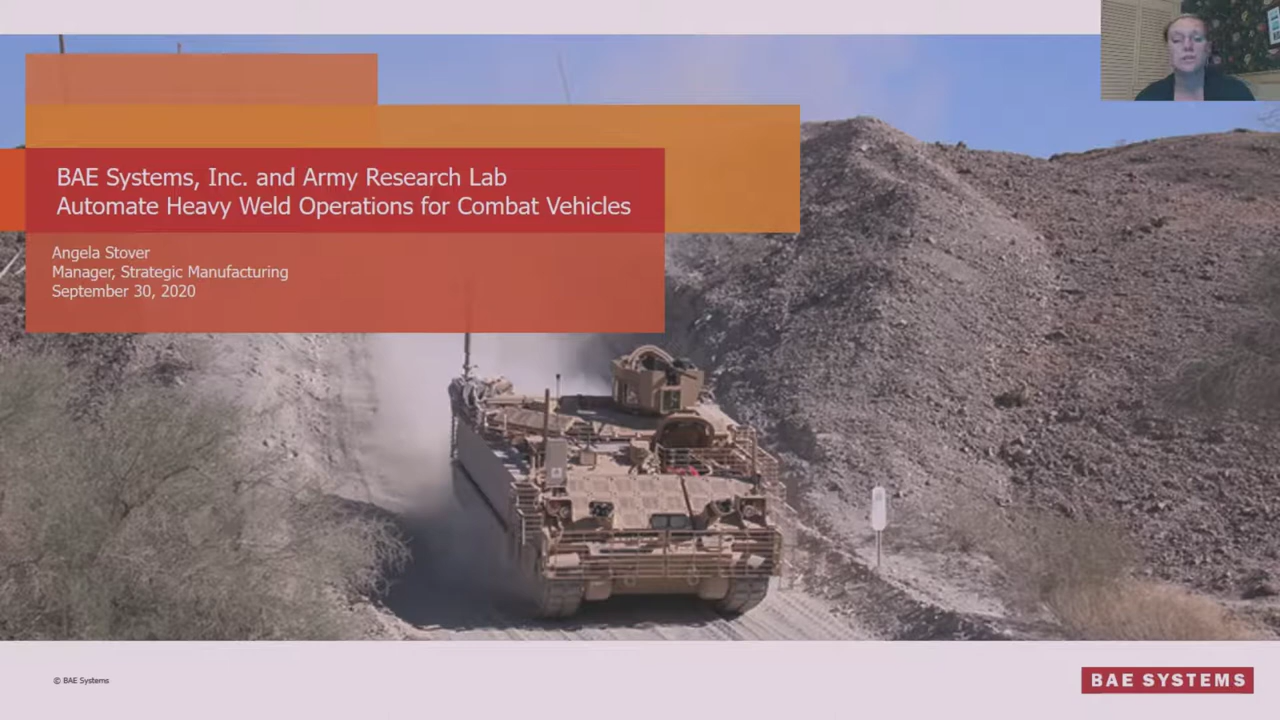 BAE Systems, Inc. and Army Research Lab
Automate Heavy Weld Operations for Combat Vehicles
Angela Stover
Manager, Strategic Manufacturing
September 30, 2020
© BAE Systems
BAE SYSTEMS